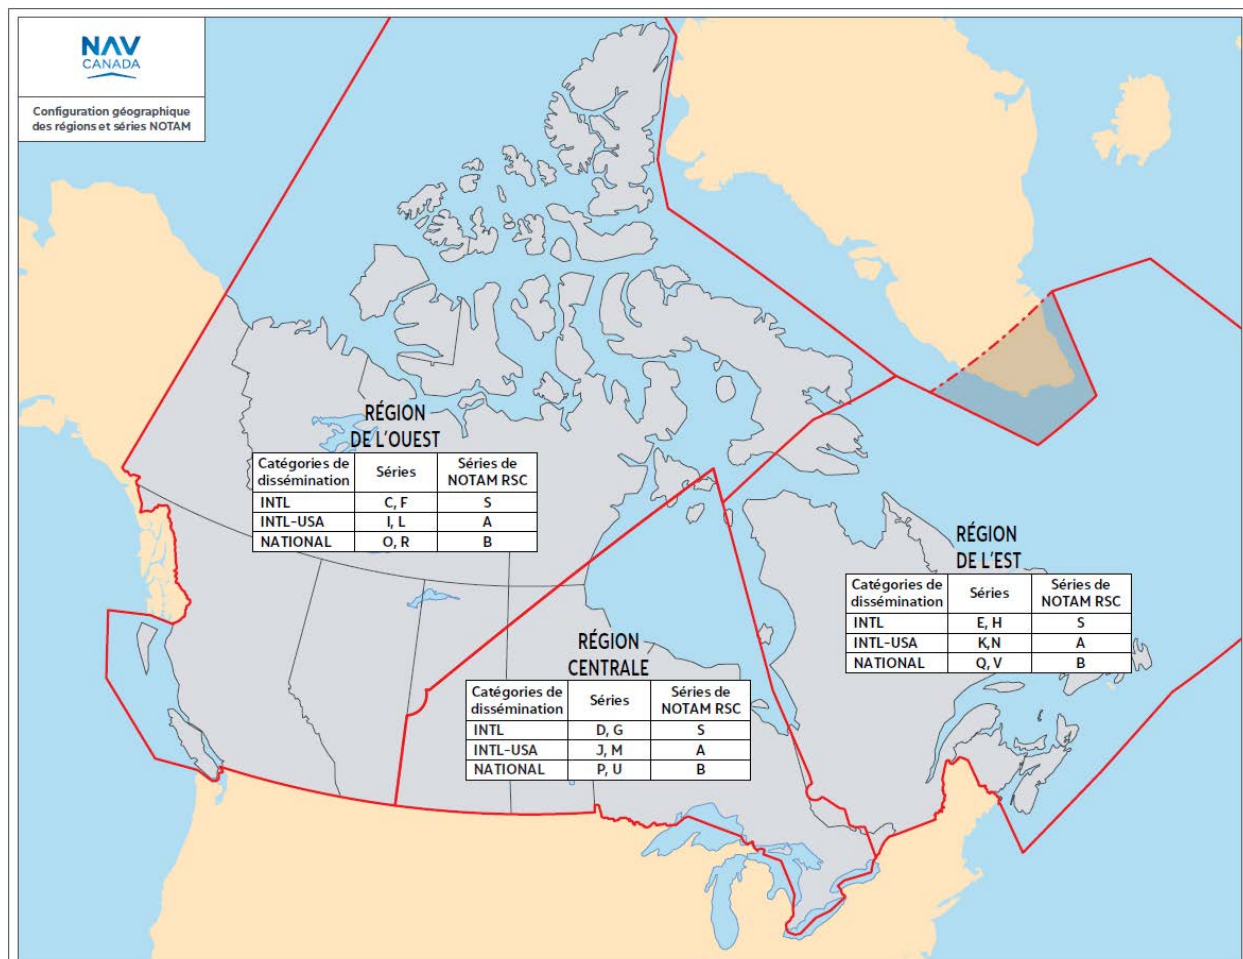 NAV
CANADA
Configuration géographique
des régions et séries NOTAM
RÉGION
DE L'OUEST
Catégories de dissémination Séries Séries de NOTAM RSC
INTL C, F S
INTL-USA I, L A
NATIONAL O, R B
RÉGION
DE L'EST
Catégories de dissémination Séries Séries de NOTAM RSC
INTL E, H S
INTL-USA K,N A
NATIONAL Q, V B
RÉGION
CENTRALE
Catégories de dissémination Séries Séries de NOTAM RSC
INTL D, G S
INTL-USA J, M A
NATIONAL P, U B